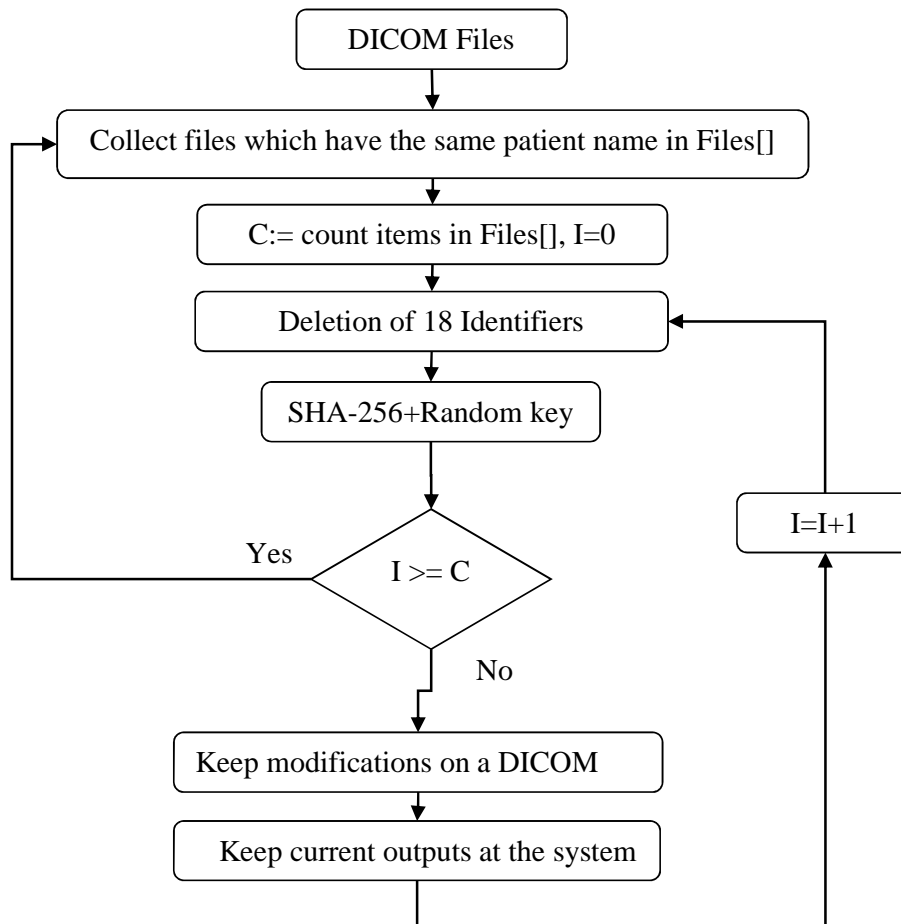 DICOM Files
Collect files which have the same patient name in Files[]
C:= count items in Files[], I=0
Deletion of 18 Identifiers
SHA-256+Random key
I=I+1
Yes
I >= C
No
Keep modifications on a DICOM
Keep current outputs at the system